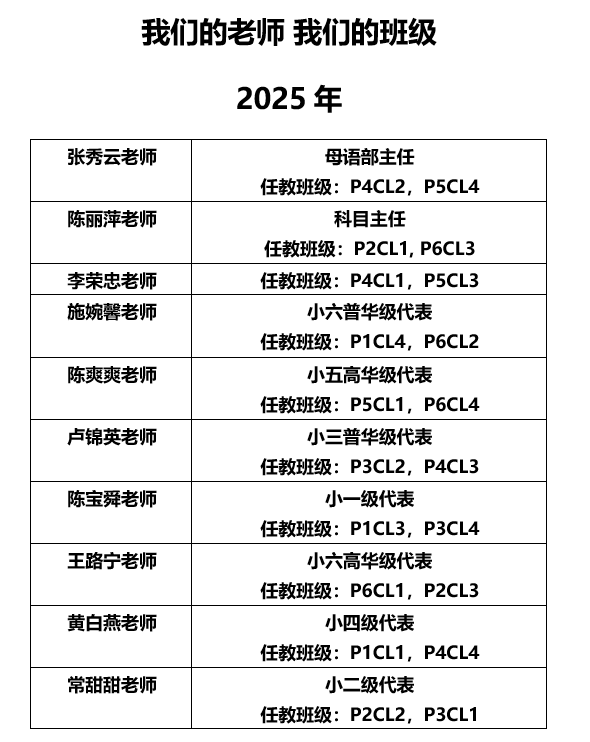 我们的老师 我们的班级
2025 年
张秀云老师
母语部主任
任教班级：P4CL2，P5CL4
陈丽萍老师
科目主任
任教班级：P2CL1, P6CL3
李荣忠老师
任教班级：P4CL1，P5CL3
施婉馨老师
小六普华级代表
任教班级：P1CL4，P6CL2
陈爽爽老师
小五高华级代表
任教班级：P5CL1，P6CL4
卢锦英老师
小三普华级代表
任教班级：P3CL2，P4CL3
陈宝舜老师
小一级代表
任教班级：P1CL3，P3CL4
王路宁老师
小六高华级代表
任教班级：P6CL1，P2CL3
黄白燕老师
小四级代表
任教班级：P1CL1，P4CL4
常甜甜老师
小二级代表
任教班级：P2CL2，P3CL1